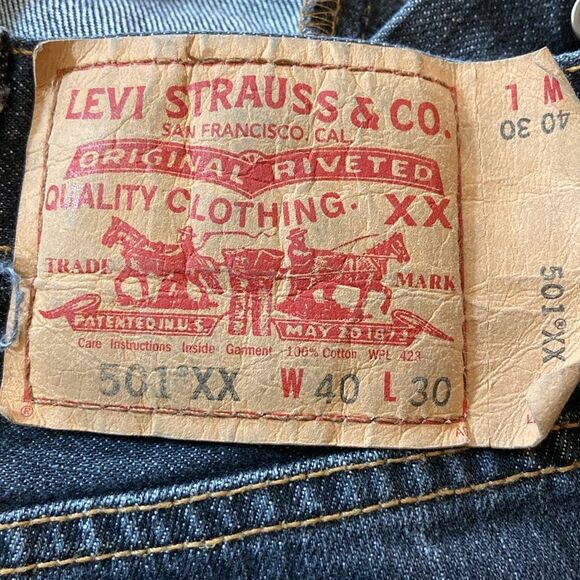 LEVI STRAUSS & CO.
SAN FRANCISCO, CAL.
ORIGINAL RIVETED
QUALITY CLOTHING. XX
TRADE MARK
PATENTED IN U.S. MAY 20 1873
Care Instructions Inside Garment 100% Cotton WPL 423
501®XX W 40 L 30
®
W L
40 30
501®XX